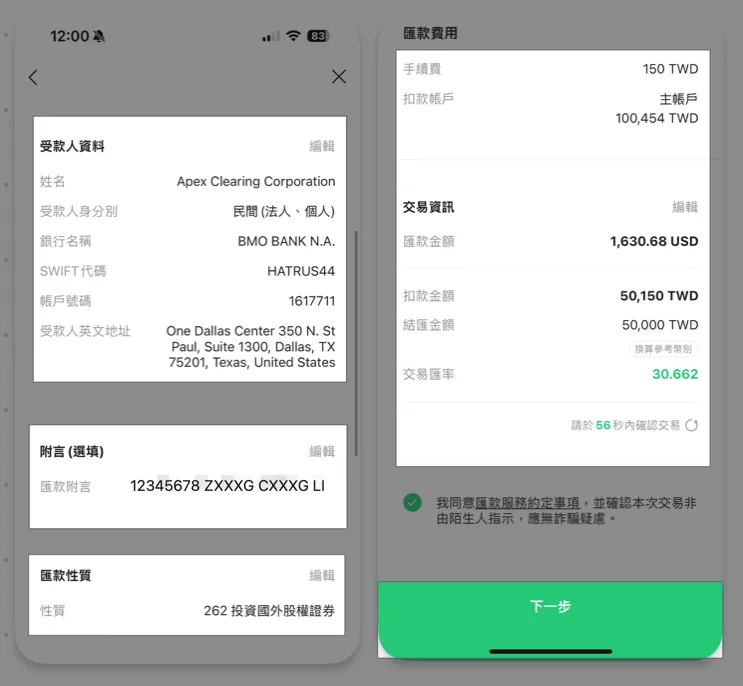 12:00
83
受款人資料 編輯
姓名 Apex Clearing Corporation
受款人身分別 民間 (法人、個人)
銀行名稱 BMO BANK N.A.
SWIFT 代碼 HATRUS44
帳戶號碼 1617711
受款人英文地址 One Dallas Center 350 N. St
Paul, Suite 1300, Dallas, TX
75201, Texas, United States
附言 (選填) 編輯
匯款附言 12345678 ZXXXG CXXXG LI
匯款性質 編輯
性質 262 投資國外股權證券
匯款費用
手續費 150 TWD
扣款帳戶 主帳戶
100,454 TWD
交易資訊 編輯
匯款金額 1,630.68 USD
扣款金額 50,150 TWD
結匯金額 50,000 TWD
換算參考幣別
交易匯率 30.662
請於 56 秒內確認交易
我同意匯款服務約定事項，並確認本次交易非
由陌生人指示，應無詐騙疑慮。
下一步